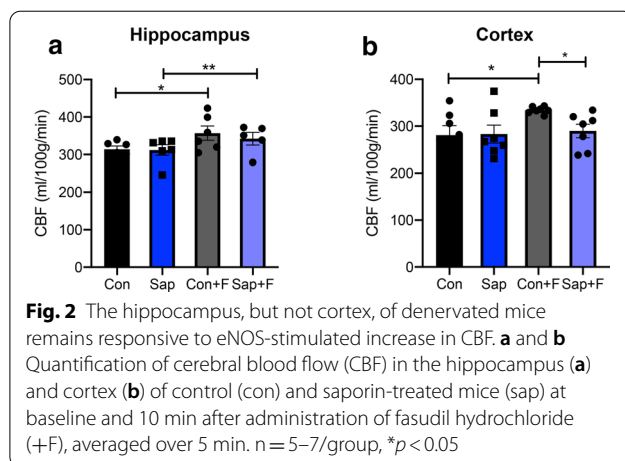 a
Hippocampus
CBF (ml/100g/min)
500
400
300
200
100
0
*
**
Con Sap Con+F Sap+F
b
Cortex
CBF (ml/100g/min)
400
300
200
100
0
*
*
Con Sap Con+F Sap+F
Fig. 2 The hippocampus, but not cortex, of denervated mice
remains responsive to eNOS-stimulated increase in CBF. a and b
Quantification of cerebral blood flow (CBF) in the hippocampus (a)
and cortex (b) of control (con) and saporin-treated mice (sap) at
baseline and 10 min after administration of fasudil hydrochloride
(+F), averaged over 5 min. n = 5–7/group, *p < 0.05